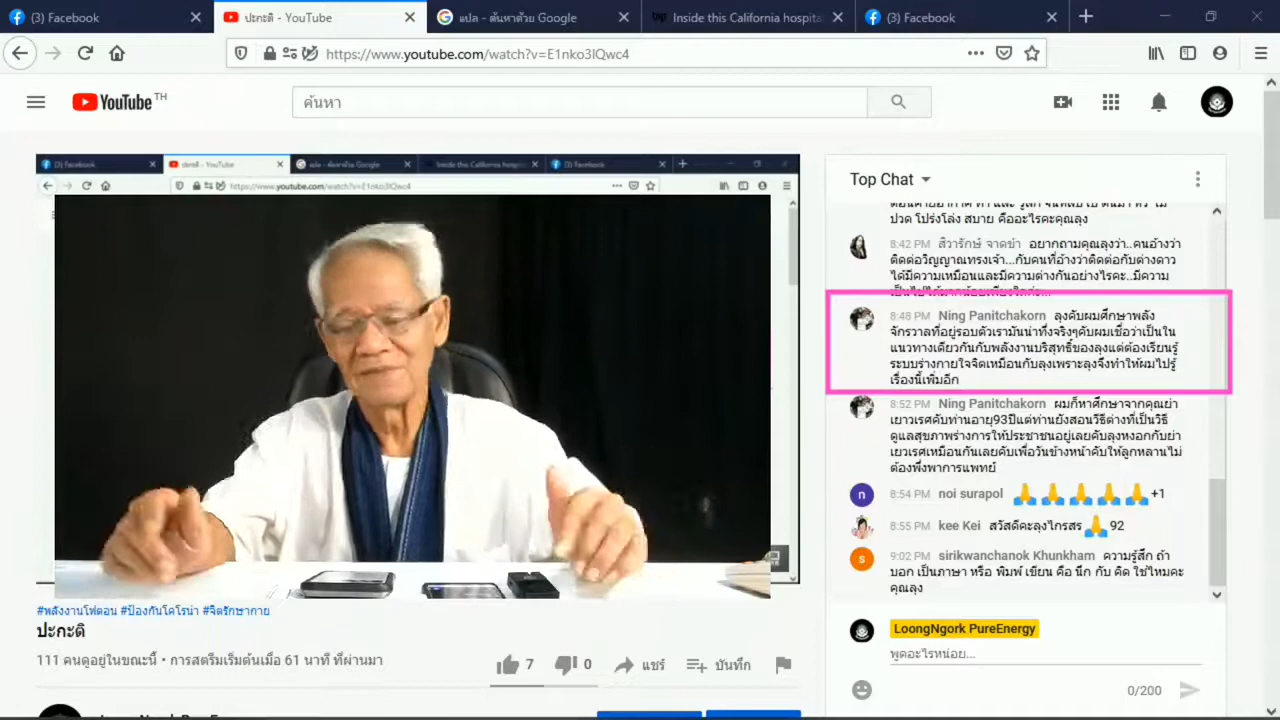 (3) Facebook
ปะกะดิ - YouTube
แปล - ค้นหาด้วย Google
Inside this California hospital
(3) Facebook
https://www.youtube.com/watch?v=E1nko3lQwc4
YouTube TH
ค้นหา
(3) Facebook
ปะกะดิ - YouTube
แปล - ค้นหาด้วย Google
Inside this California hospit
(3) Facebook
https://www.youtube.com/watch?v=E1nko3lQwc4
#พลังงานโฟตอน #ป้องกันโคโรน่า #จิตรักษากาย
ปะกะดิ
111 คนดูอยู่ในขณะนี้ • การสตรีมเริ่มต้นเมื่อ 61 นาที ที่ผ่านมา
7
0
แชร์
บันทึก
Top Chat
ปวด โปร่งโล่ง สบาย คืออะไรคะคุณลุง
8:42 PM สิวารักษ์ จาดข้า อยากถามคุณลุงว่า..คนอ้างว่า
ติดต่อวิญญาณทรงเจ้า...กับคนที่อ้างว่าติดต่อกับต่างดาว
ได้มีความเหมือนและมีความต่างกันอย่างไรคะ..มีความ
8:48 PM Ning Panitchakorn ลุงคับผมศึกษาพลัง
จักรวาลที่อยู่รอบตัวเรามันน่าทึ่งจริงๆคับผมเชื่อว่าเป็นใน
แนวทางเดียวกันกับพลังงานบริสุทธิ์ของลุงแต่ต้องเรียนรู้
ระบบร่างกายใจจิตเหมือนกับลุงเพราะลุงจึงทำให้ผมไปรู้
เรื่องนี้เพิ่มอีก
8:52 PM Ning Panitchakorn ผมก็หาศึกษาจากคุณย่า
เยาวเรศคับท่านอายุ93ปีแต่ท่านยังสอนวิธีต่างที่เป็นวิธี
ดูแลสุขภาพร่างการให้ประชาชนอยู่เลยคับลุงหงอกกับย่า
เยวเรศเหมือนกันเลยคับเพื่อวันข้างหน้าคับให้ลูกหลานไม่
ต้องพึ่งพาการแพทย์
8:54 PM noi surapol 🙏🙏🙏🙏🙏+1
8:55 PM kee Kei สวัสดีคะลุงไกรสร🙏92
9:02 PM sirikwanchanok Khunkham ความรู้สึก ถ้า
บอก เป็นภาษา หรือ พิมพ์ เขียน คือ นึก กับ คิด ใช่ไหมคะ
คุณลุง
LoongNgork PureEnergy
พูดอะไรหน่อย...
0/200